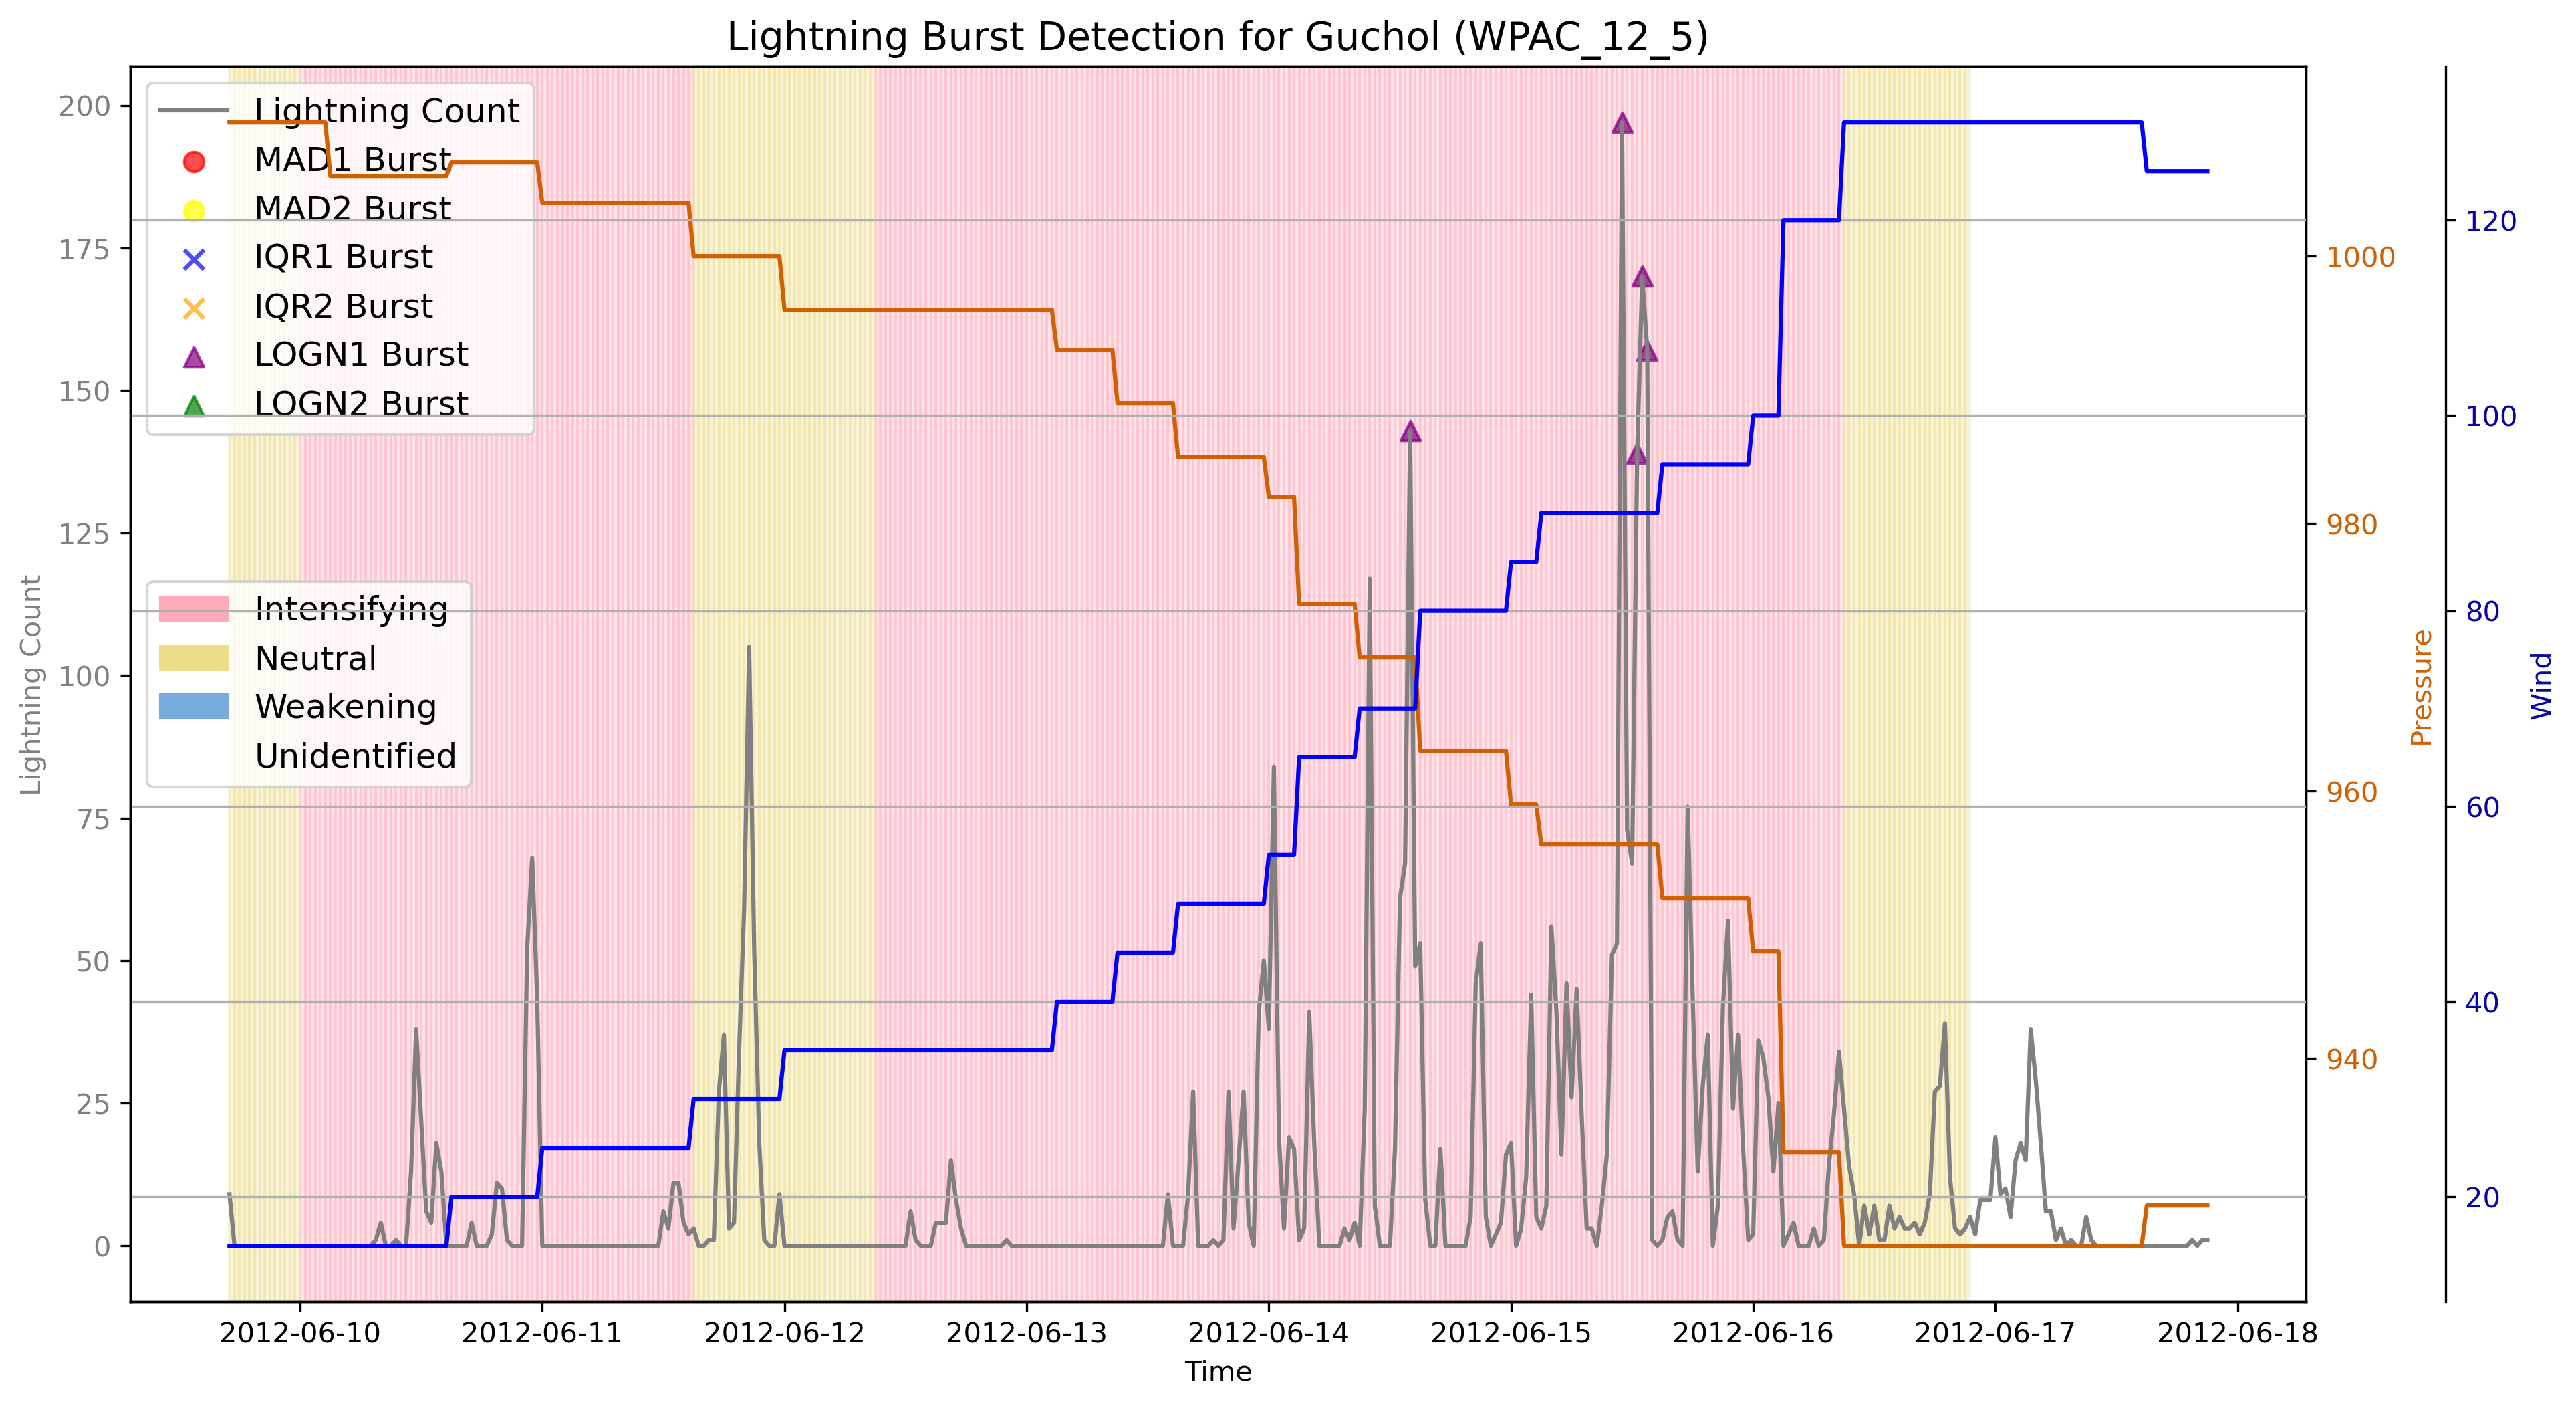 Lightning Burst Detection for Guchol (WPAC_12_5)
Lightning Count
MAD1 Burst
MAD2 Burst
IQR1 Burst
IQR2 Burst
LOGN1 Burst
LOGN2 Burst
Intensifying
Neutral
Weakening
Unidentified
200
175
150
125
100
75
50
25
0
Lightning Count
1000
980
960
940
Pressure
120
100
80
60
40
20
Wind
2012-06-10
2012-06-11
2012-06-12
2012-06-13
2012-06-14
2012-06-15
2012-06-16
2012-06-17
2012-06-18
Time